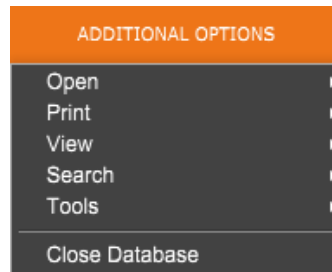 ADDITIONAL OPTIONS
Open
Print
View
Search
Tools
Close Database